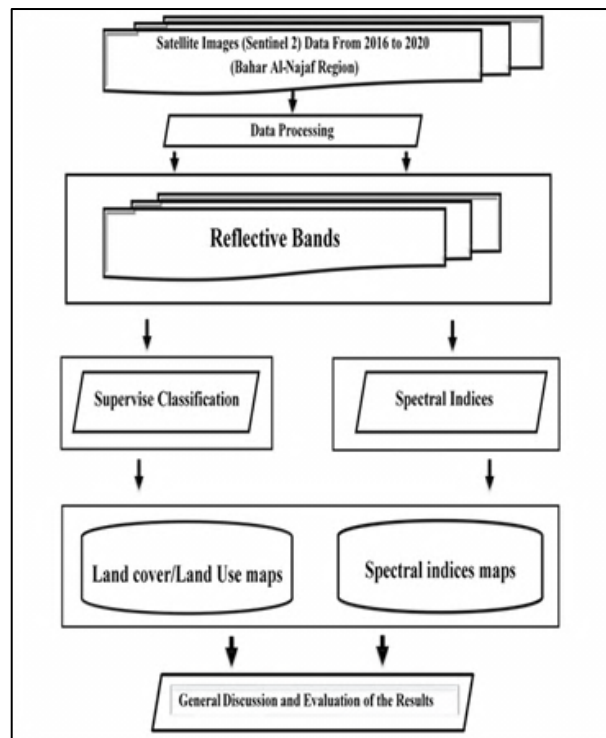 Satellite Images (Sentinel 2) Data From 2016 to 2020
(Bahar Al-Najaf Region)
Data Processing
Reflective Bands
Supervise Classification
Spectral Indices
Land cover/Land Use maps
Spectral indices maps
General Discussion and Evaluation of the Results